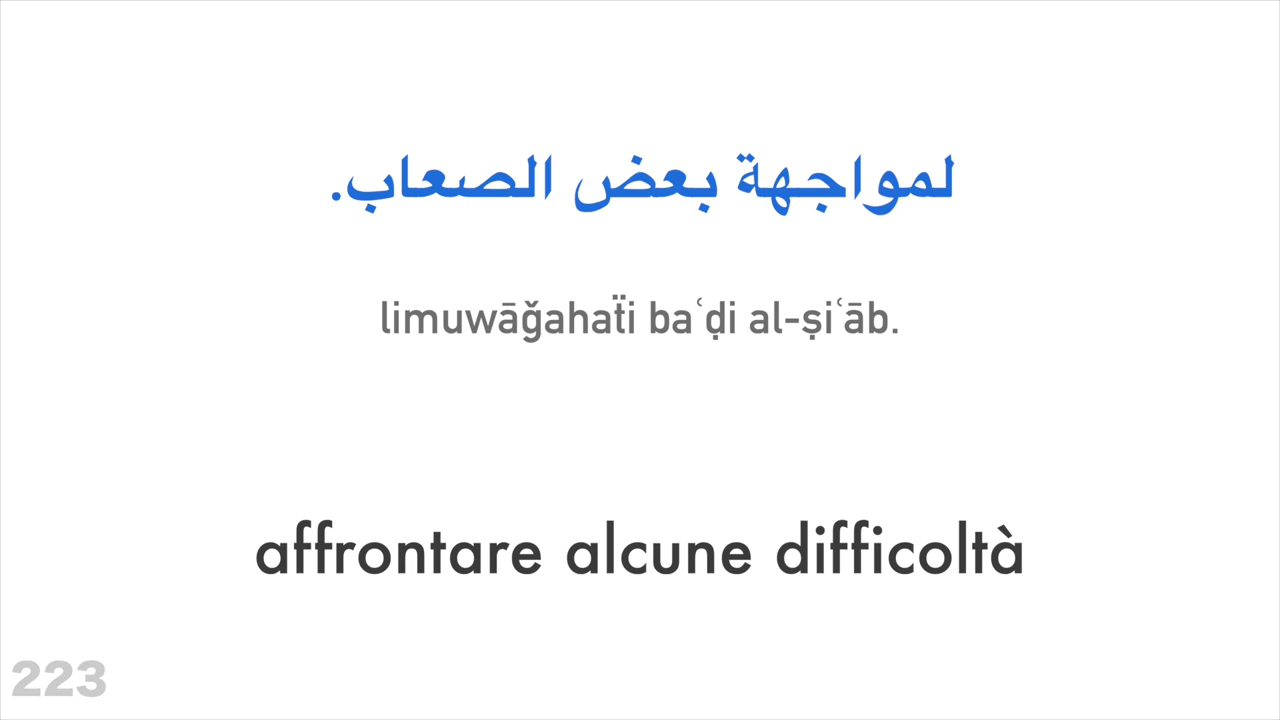 لمواجهة بعض الصعاب.
limuwāǧahaẗi baʿḍi al-ṣiʿāb.
affrontare alcune difficoltà
223